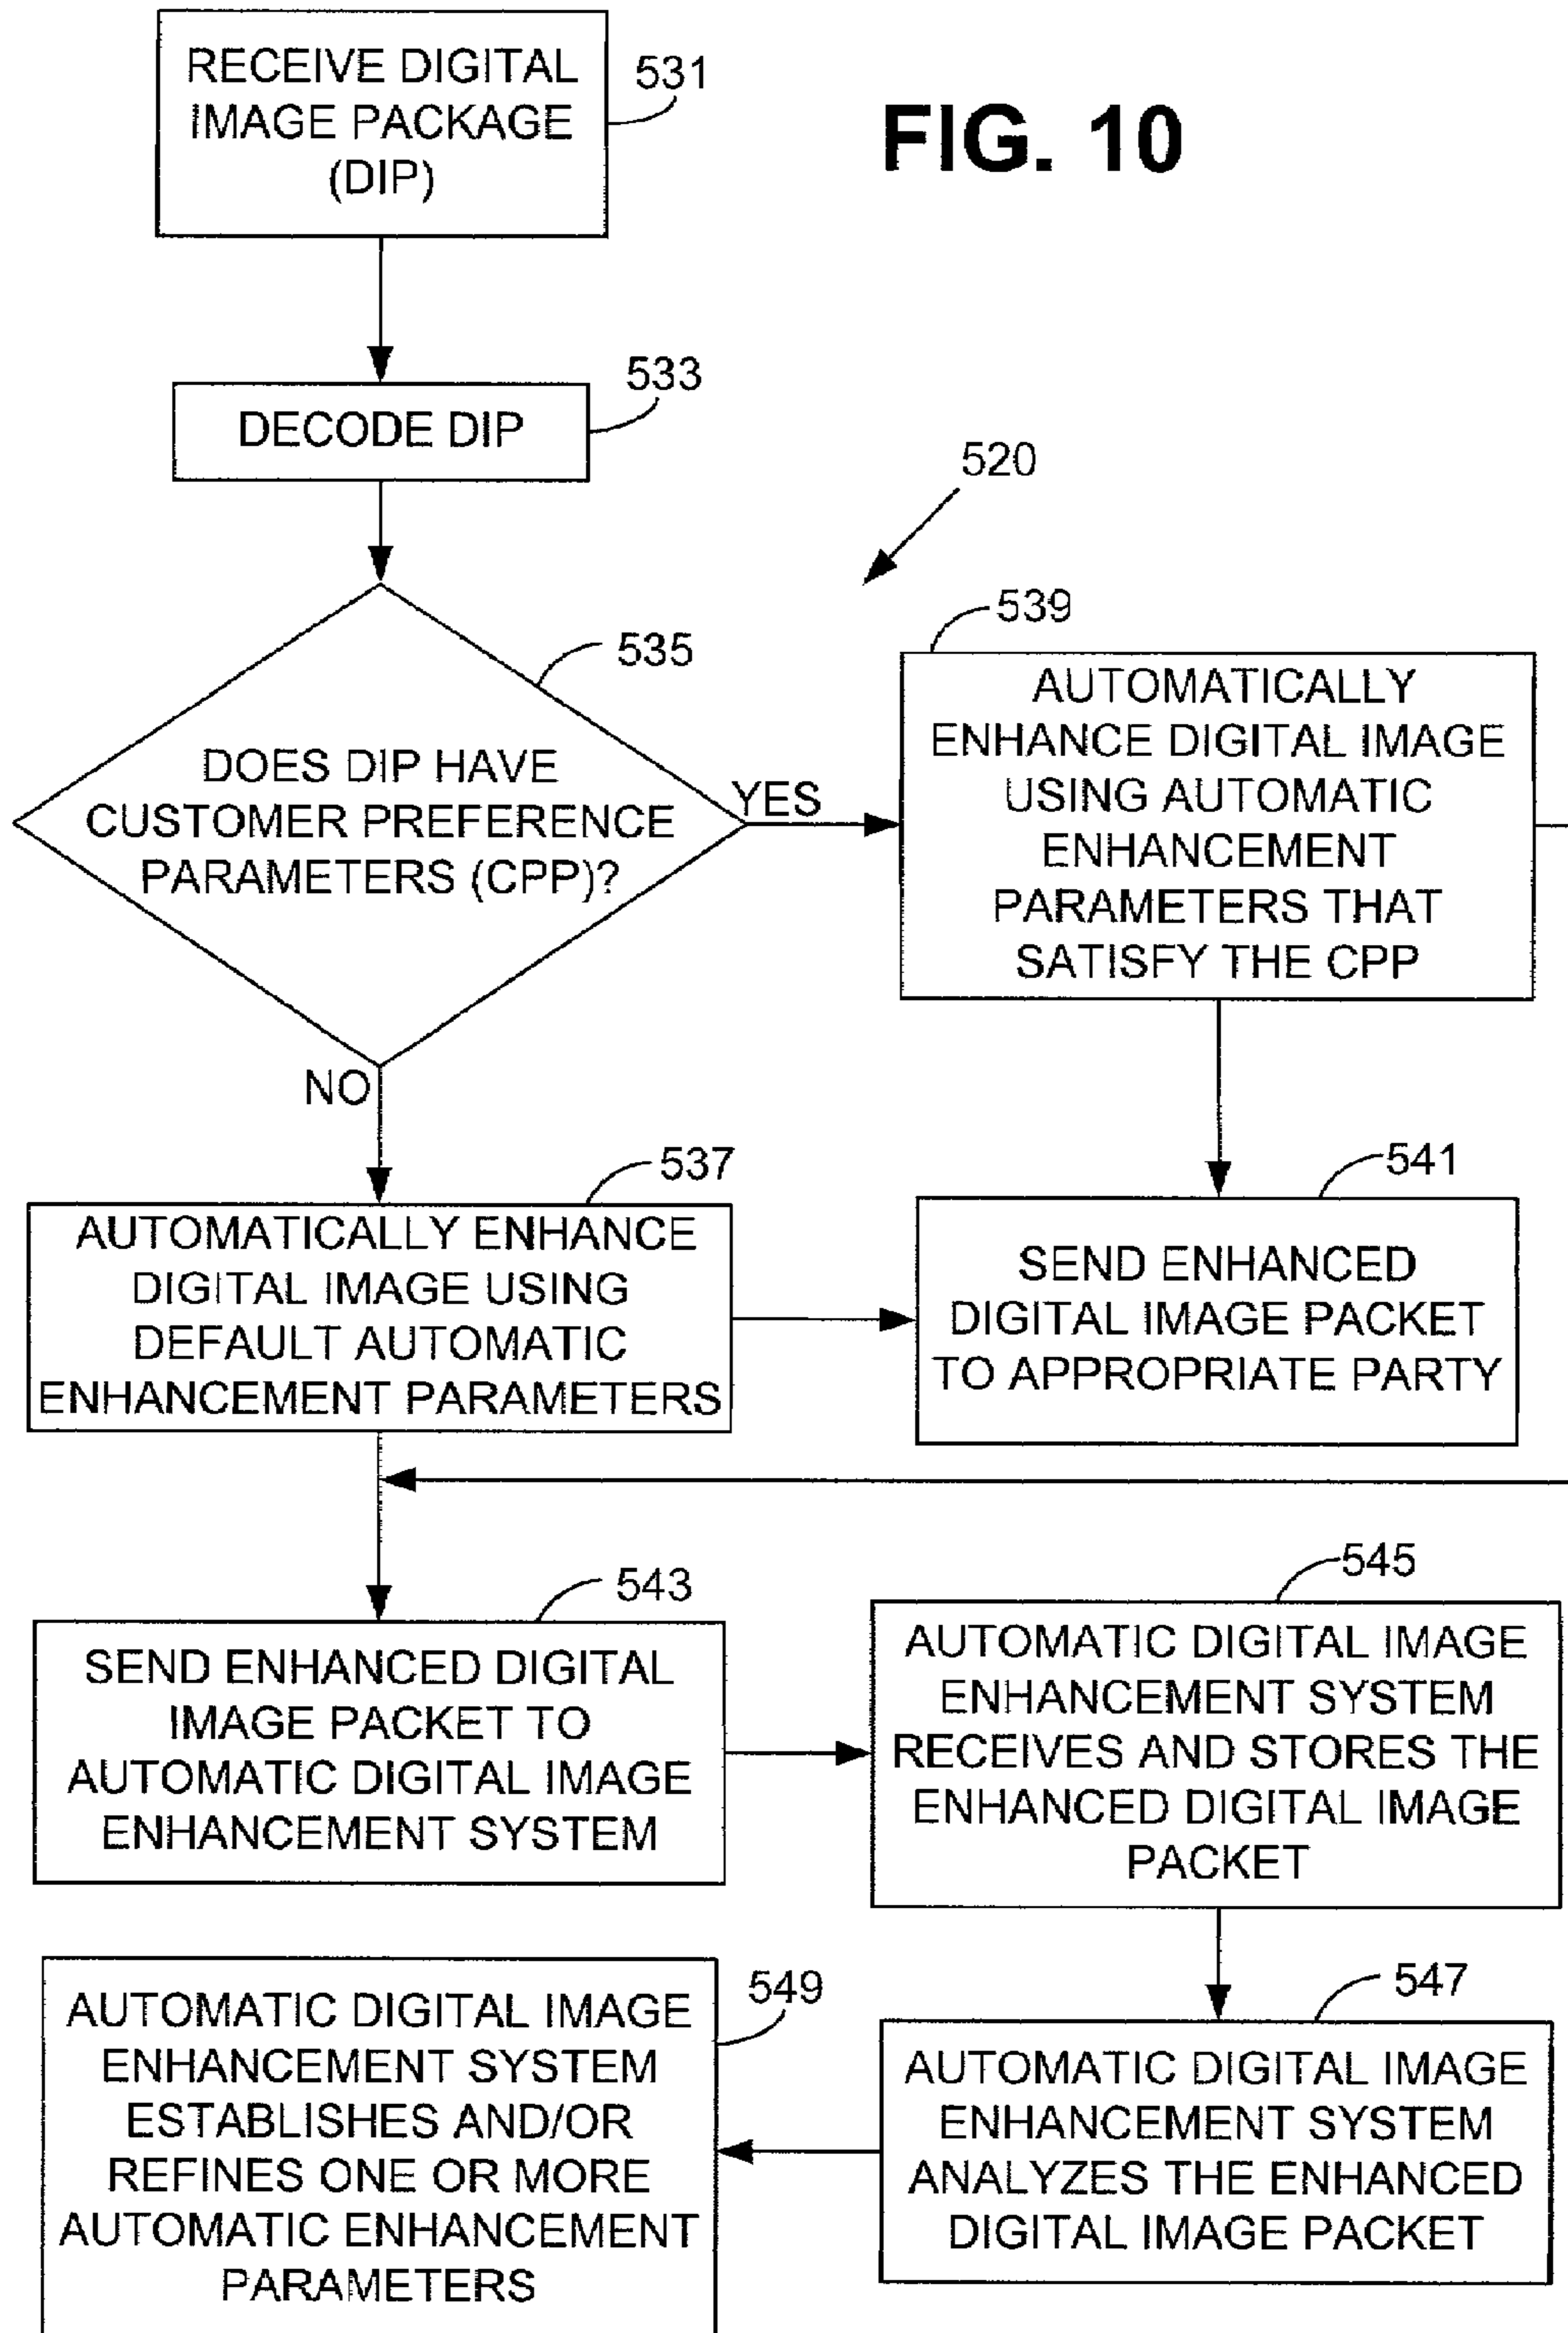 FIG. 10
RECEIVE DIGITAL
IMAGE PACKAGE
(DIP)
531
DECODE DIP
533
520
DOES DIP HAVE
CUSTOMER PREFERENCE
PARAMETERS (CPP)?
535
YES
NO
539
AUTOMATICALLY
ENHANCE DIGITAL IMAGE
USING AUTOMATIC
ENHANCEMENT
PARAMETERS THAT
SATISFY THE CPP
537
AUTOMATICALLY ENHANCE
DIGITAL IMAGE USING
DEFAULT AUTOMATIC
ENHANCEMENT PARAMETERS
541
SEND ENHANCED
DIGITAL IMAGE PACKET
TO APPROPRIATE PARTY
543
SEND ENHANCED DIGITAL
IMAGE PACKET TO
AUTOMATIC DIGITAL IMAGE
ENHANCEMENT SYSTEM
545
AUTOMATIC DIGITAL IMAGE
ENHANCEMENT SYSTEM
RECEIVES AND STORES THE
ENHANCED DIGITAL IMAGE
PACKET
547
AUTOMATIC DIGITAL IMAGE
ENHANCEMENT SYSTEM
ANALYZES THE ENHANCED
DIGITAL IMAGE PACKET
549
AUTOMATIC DIGITAL IMAGE
ENHANCEMENT SYSTEM
ESTABLISHES AND/OR
REFINES ONE OR MORE
AUTOMATIC ENHANCEMENT
PARAMETERS